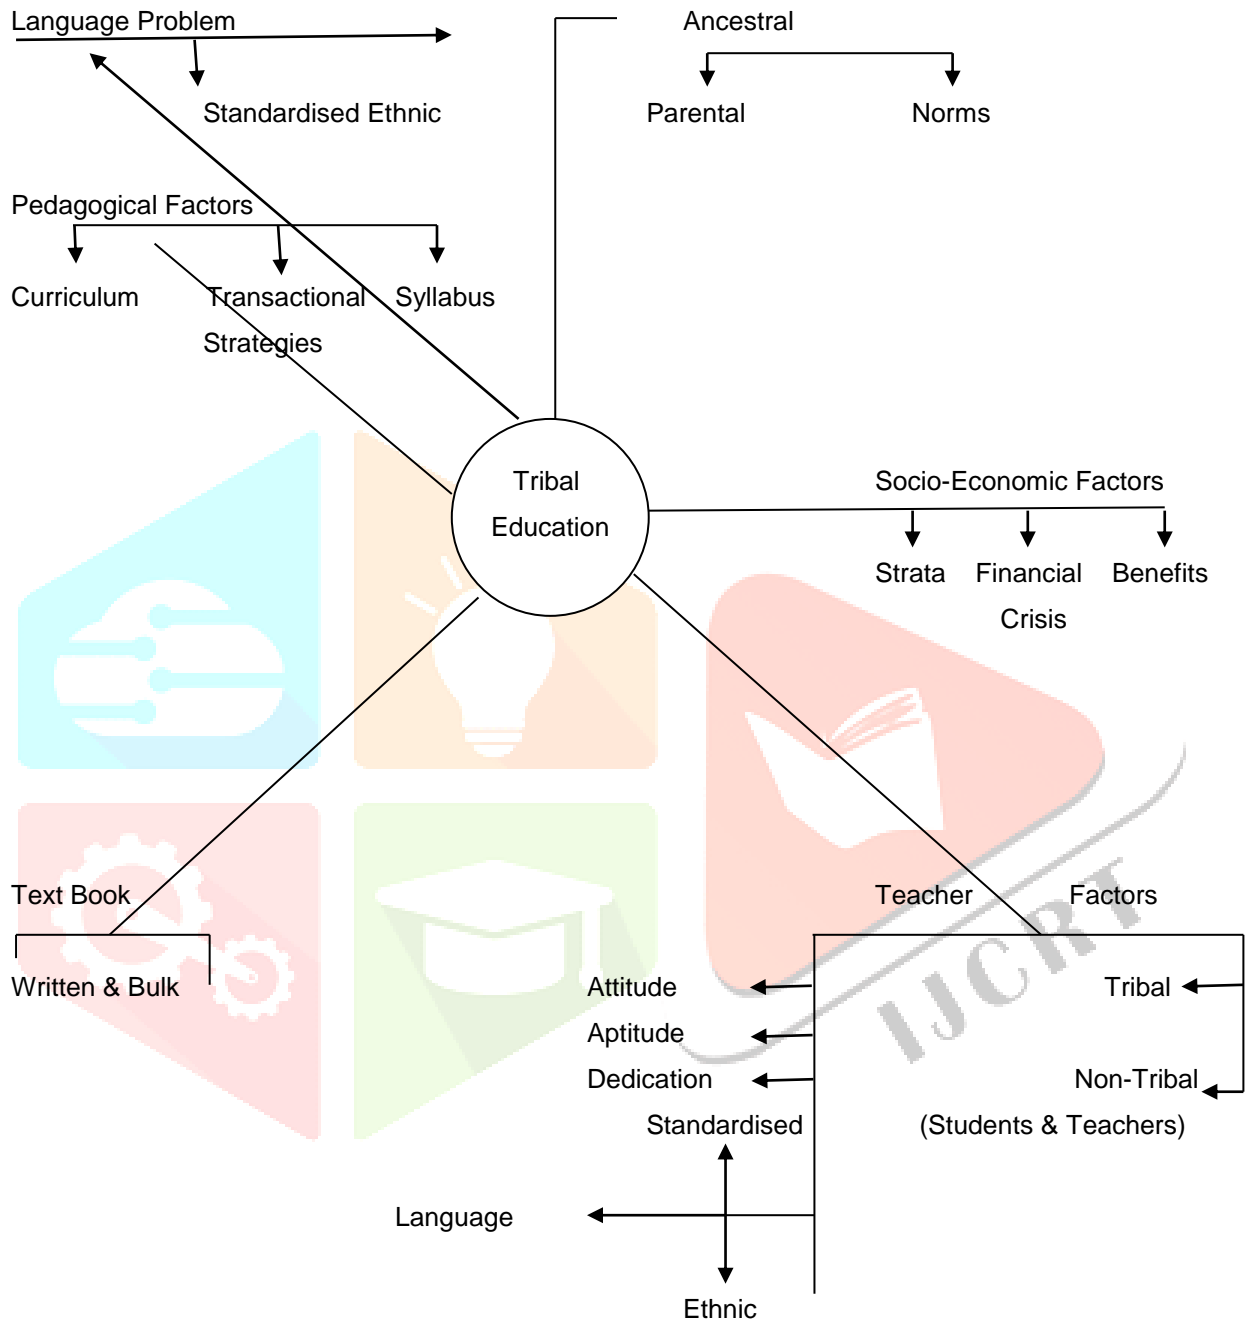 Language Problem
Ancestral
Standardised Ethnic
Parental
Norms
Pedagogical Factors
Curriculum
Transactional
Strategies
Syllabus
Tribal
Education
Socio-Economic Factors
Strata
Financial
Crisis
Benefits
Text Book
Written & Bulk
Teacher Factors
Attitude
Aptitude
Dedication
Tribal
Non-Tribal
(Students & Teachers)
Standardised
Language
Ethnic
IJCRT